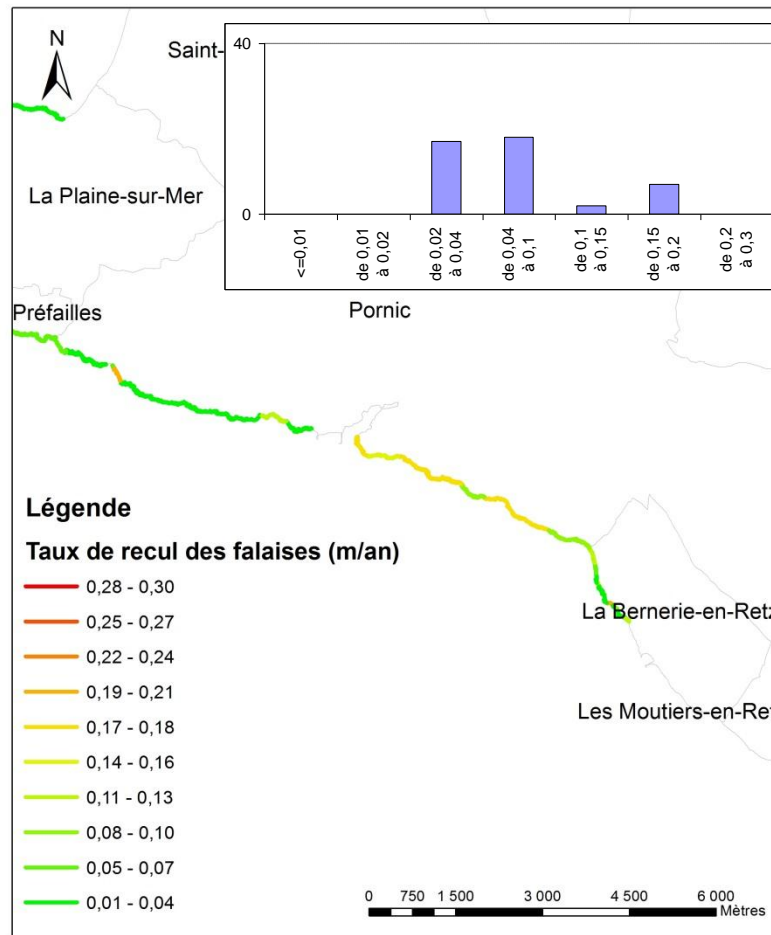 N
Saint-
40
0
<=0,01
de 0,01
à 0,02
de 0,02
à 0,04
de 0,04
à 0,1
de 0,1
à 0,15
de 0,15
à 0,2
de 0,2
à 0,3
La Plaine-sur-Mer
Préfailles
Pornic
Légende
Taux de recul des falaises (m/an)
0,28 - 0,30
0,25 - 0,27
0,22 - 0,24
0,19 - 0,21
0,17 - 0,18
0,14 - 0,16
0,11 - 0,13
0,08 - 0,10
0,05 - 0,07
0,01 - 0,04
La Bernerie-en-Retz
Les Moutiers-en-Ret
0 750 1 500 3 000 4 500 6 000
Mètres